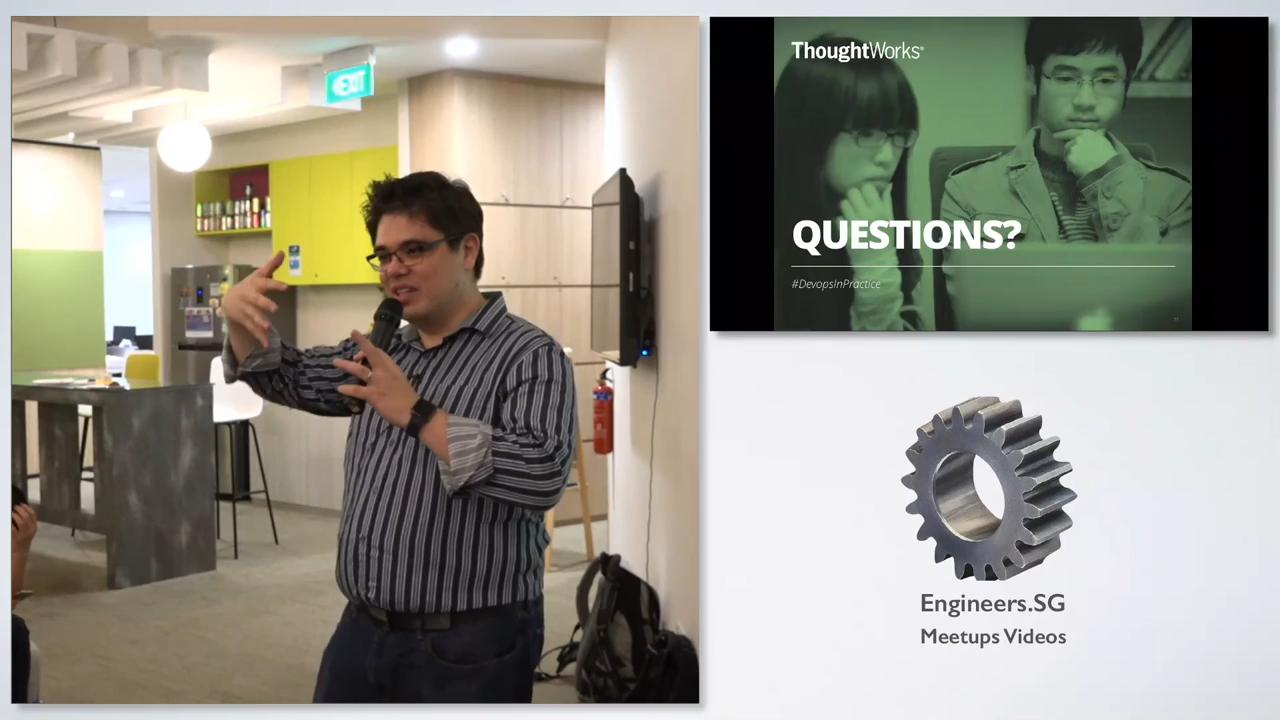 EXIT
ThoughtWorks®
QUESTIONS?
#DevopsInPractice
Engineers.SG
Meetups Videos